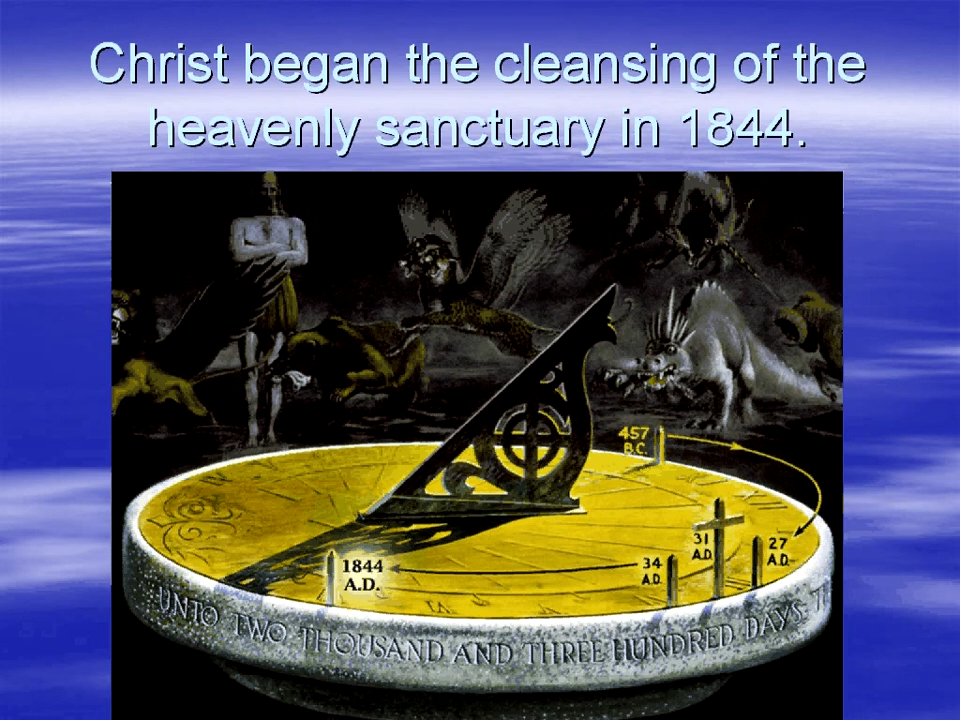 Christ began the cleansing of the
heavenly sanctuary in 1844.
457
B.C.
31
A.D.
27
A.D.
34
A.D.
1844
A.D.
UNTO TWO THOUSAND AND THREE HUNDRED DAYS